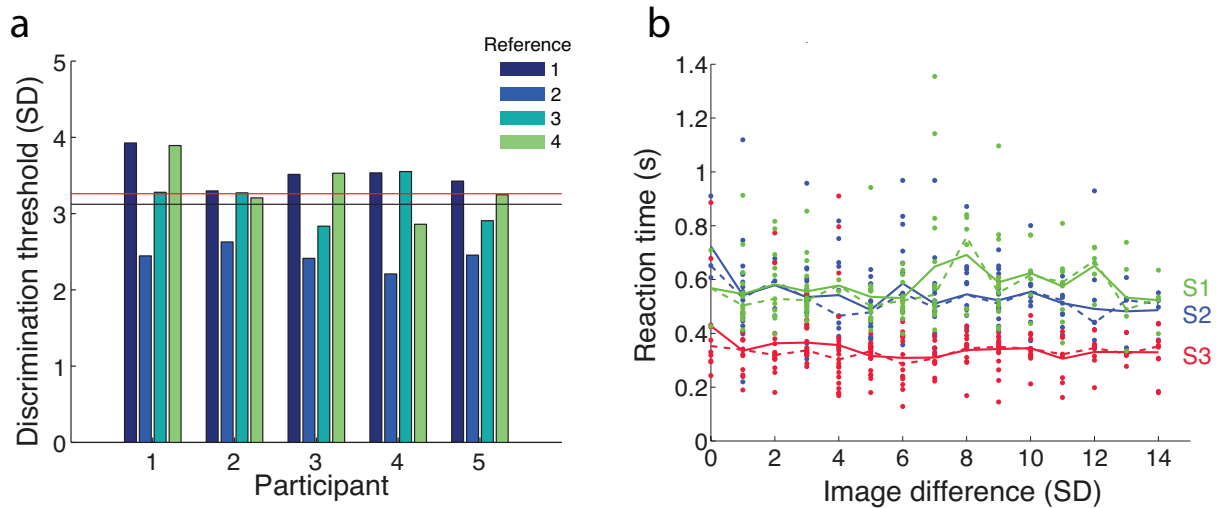 a
Discrimination threshold (SD)
5
4
3
2
1
0
Reference
1
2
3
4
1 2 3 4 5
Participant
b
Reaction time (s)
1.4
1.2
1
0.8
0.6
0.4
0.2
0
S1
S2
S3
0 2 4 6 8 10 12 14
Image difference (SD)